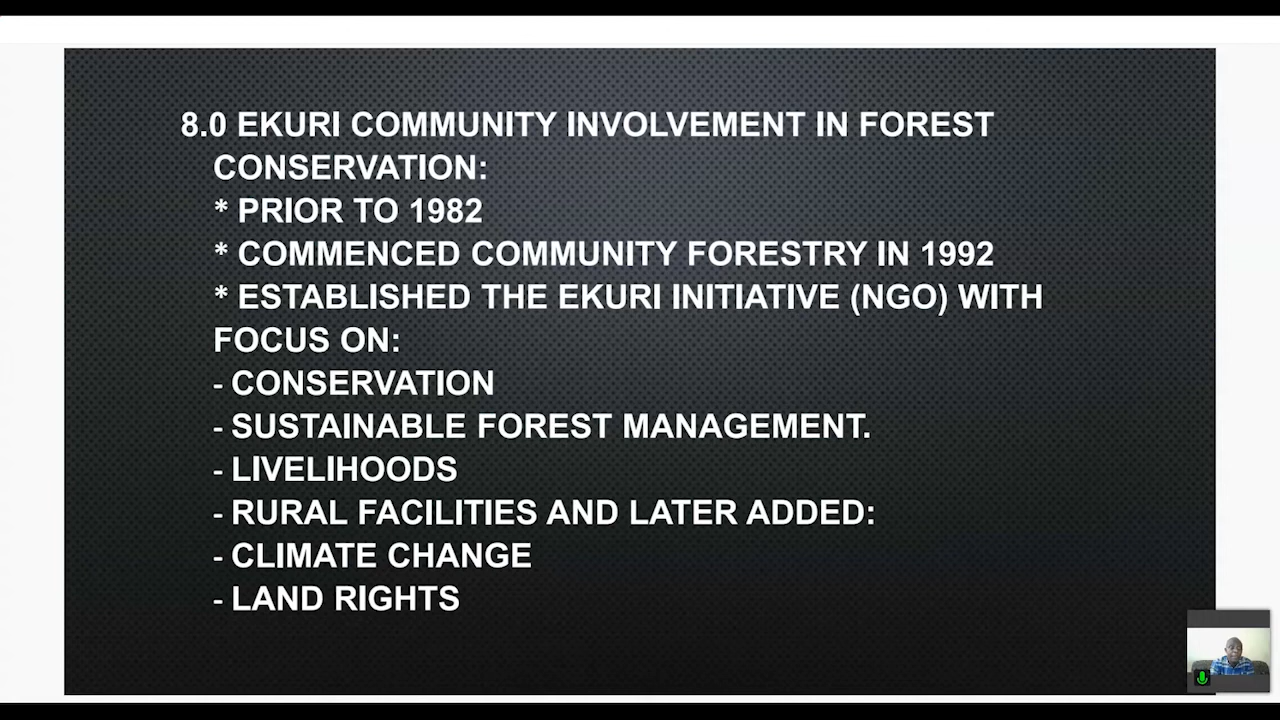 8.0 EKURI COMMUNITY INVOLVEMENT IN FOREST
CONSERVATION:
* PRIOR TO 1982
* COMMENCED COMMUNITY FORESTRY IN 1992
* ESTABLISHED THE EKURI INITIATIVE (NGO) WITH
FOCUS ON:
- CONSERVATION
- SUSTAINABLE FOREST MANAGEMENT.
- LIVELIHOODS
- RURAL FACILITIES AND LATER ADDED:
- CLIMATE CHANGE
- LAND RIGHTS